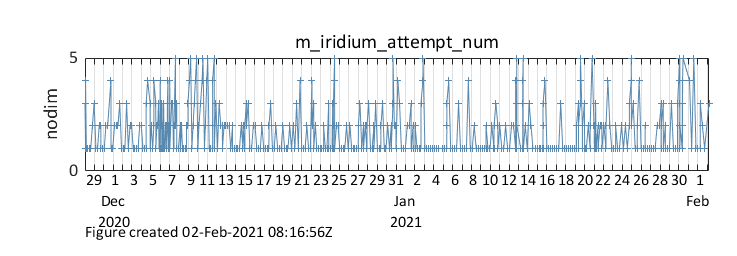 m_iridium_attempt_num
5
nodim
0
29 1 3 5 7 9 11 13 15 17 19 21 23 25 27 29 31 2 4 6 8 10 12 14 16 18 20 22 24 26 28 30 1
Dec Jan Feb
2020 2021
Figure created 02-Feb-2021 08:16:56Z